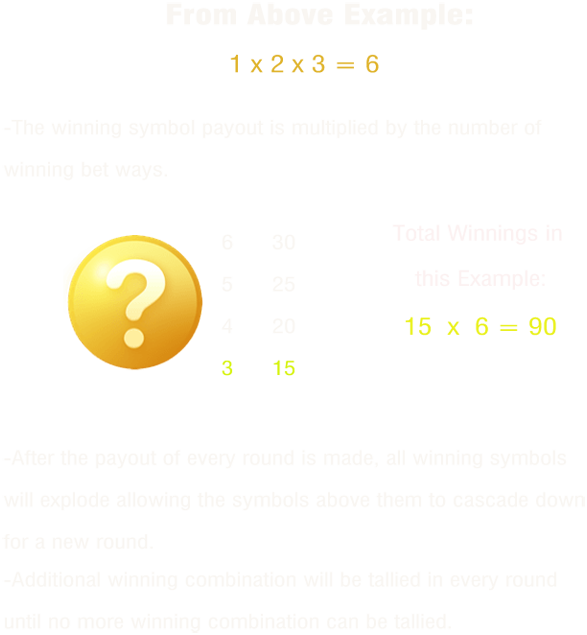 From Above Example:
1 x 2 x 3 = 6
-The winning symbol payout is multiplied by the number of
winning bet ways.
?
6 30
5 25
4 20
3 15
Total Winnings in
this Example:
15 x 6 = 90
-After the payout of every round is made, all winning symbols
will explode allowing the symbols above them to cascade down
for a new round.
-Additional winning combination will be tallied in every round
until no more winning combination can be tallied.